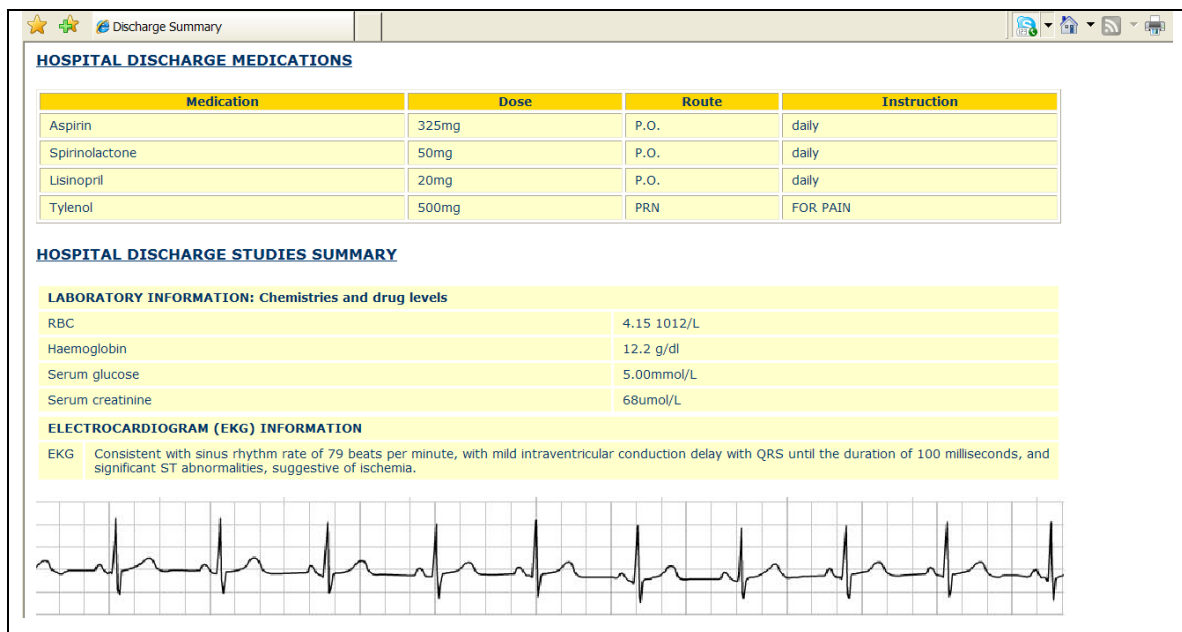 Discharge Summary
HOSPITAL DISCHARGE MEDICATIONS
Medication Dose Route Instruction
Aspirin 325mg P.O. daily
Spirinolactone 50mg P.O. daily
Lisinopril 20mg P.O. daily
Tylenol 500mg PRN FOR PAIN
HOSPITAL DISCHARGE STUDIES SUMMARY
LABORATORY INFORMATION: Chemistries and drug levels
RBC 4.15 1012/L
Haemoglobin 12.2 g/dl
Serum glucose 5.00mmol/L
Serum creatinine 68umol/L
ELECTROCARDIOGRAM (EKG) INFORMATION
EKG Consistent with sinus rhythm rate of 79 beats per minute, with mild intraventricular conduction delay with QRS until the duration of 100 milliseconds, and
significant ST abnormalities, suggestive of ischemia.